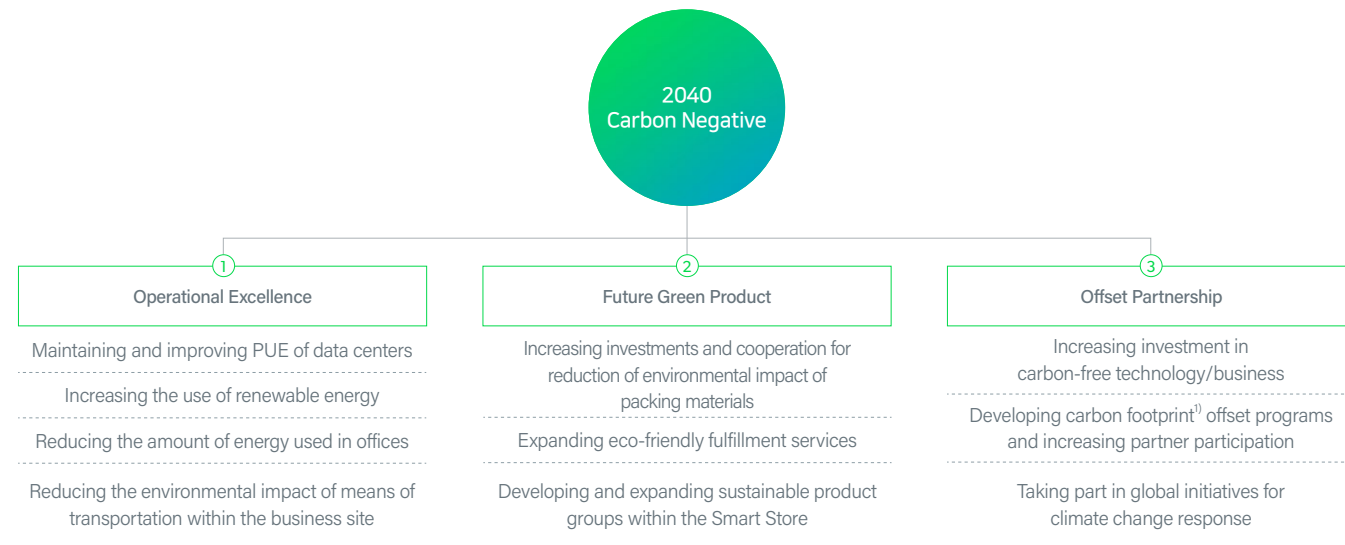 2040
Carbon Negative
1
Operational Excellence
Maintaining and improving PUE of data centers
Increasing the use of renewable energy
Reducing the amount of energy used in offices
Reducing the environmental impact of means of
transportation within the business site
2
Future Green Product
Increasing investments and cooperation for
reduction of environmental impact of
packing materials
Expanding eco-friendly fulfillment services
Developing and expanding sustainable product
groups within the Smart Store
3
Offset Partnership
Increasing investment in
carbon-free technology/business
Developing carbon footprint1) offset programs
and increasing partner participation
Taking part in global initiatives for
climate change response